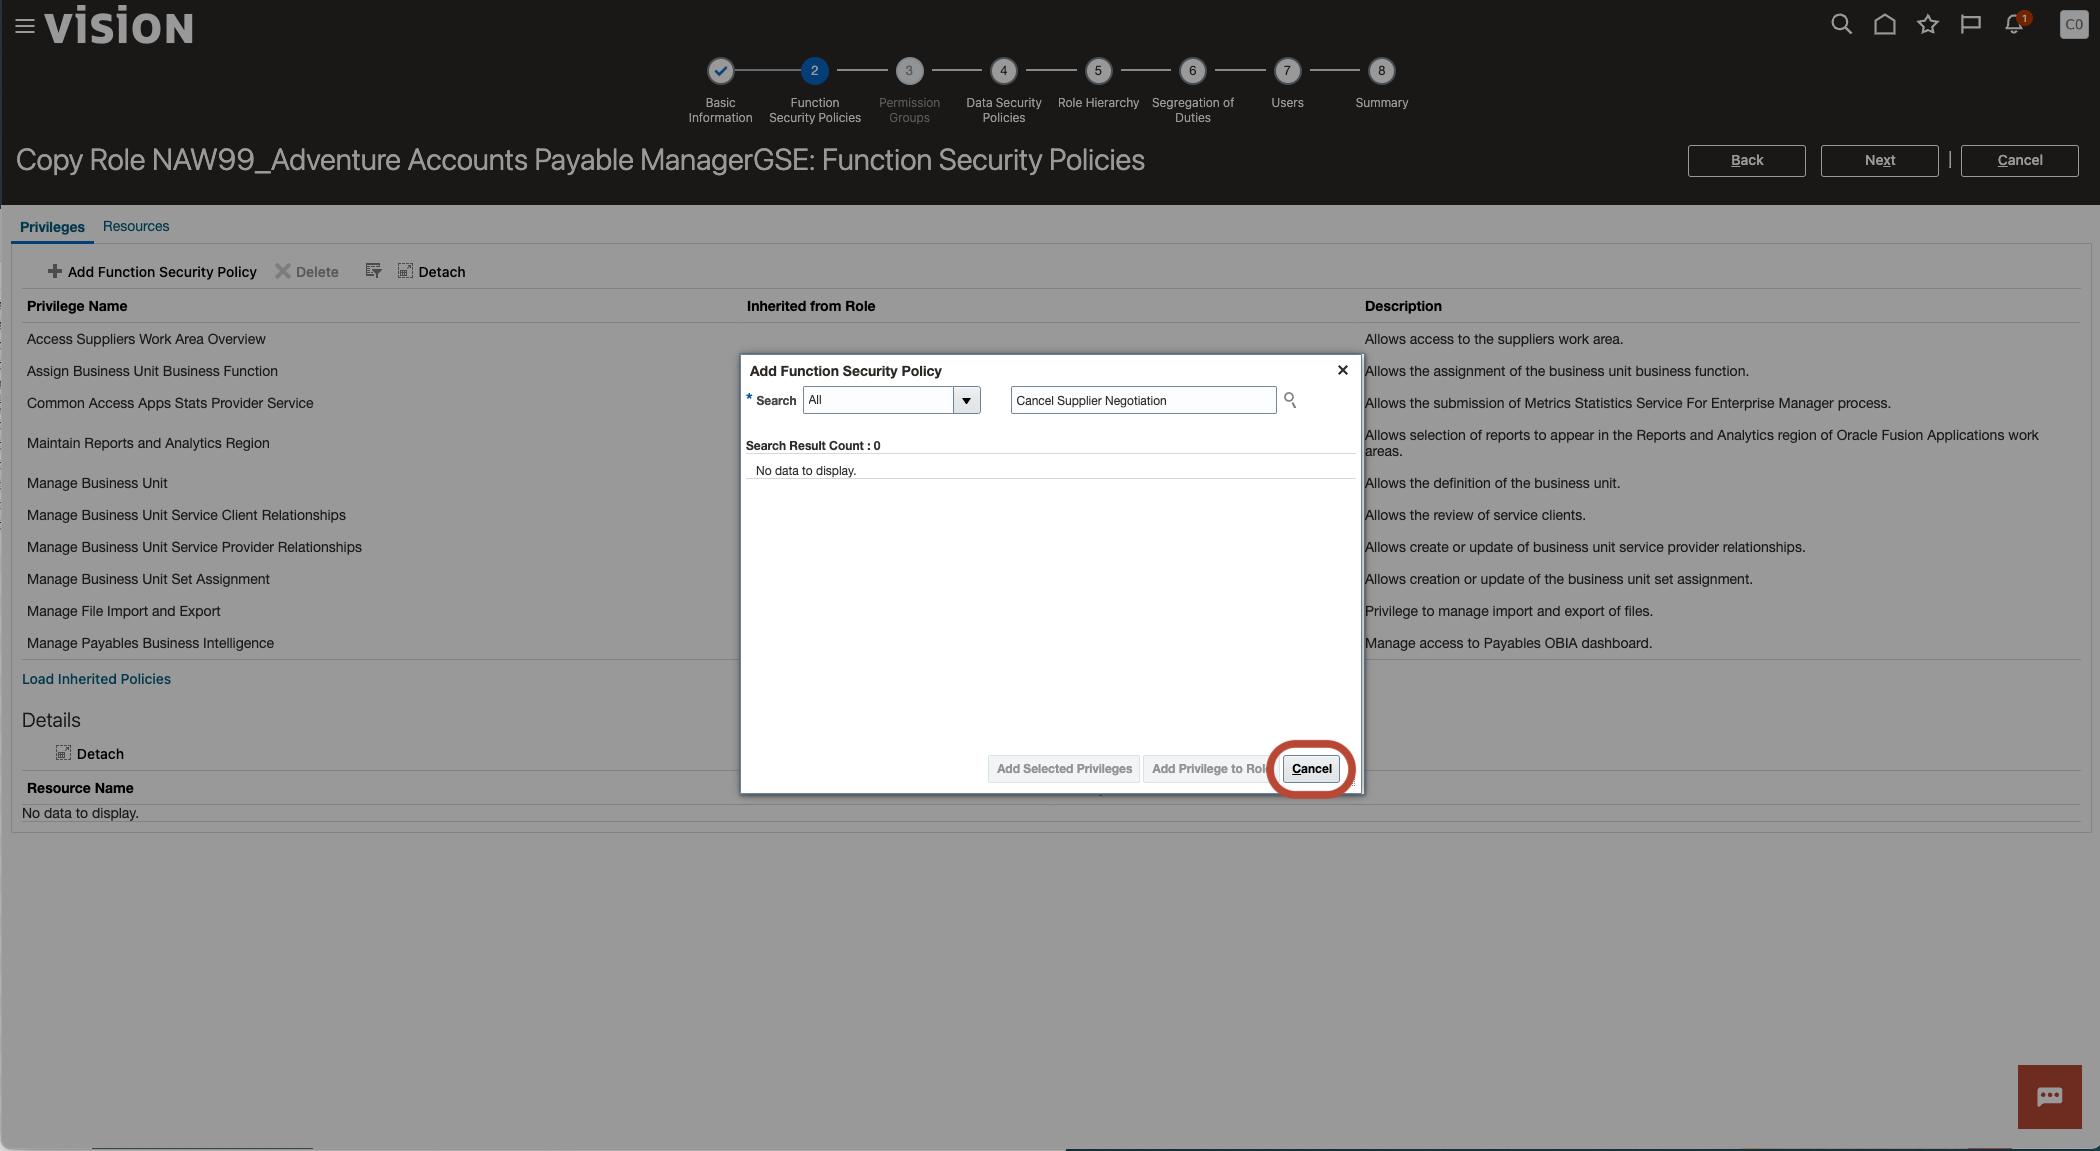 vision
1
CO
2
3
4
5
6
7
8
Basic
Information
Function
Security Policies
Permission
Groups
Data Security
Policies
Role Hierarchy
Segregation of
Duties
Users
Summary
Copy Role NAW99_Adventure Accounts Payable ManagerGSE: Function Security Policies
Back
Next
|
Cancel
Privileges
Resources
Add Function Security Policy
Delete
Detach
Privilege Name
Inherited from Role
Description
Access Suppliers Work Area Overview
Allows access to the suppliers work area.
Assign Business Unit Business Function
Allows the assignment of the business unit business function.
Common Access Apps Stats Provider Service
Allows the submission of Metrics Statistics Service For Enterprise Manager process.
Maintain Reports and Analytics Region
Allows selection of reports to appear in the Reports and Analytics region of Oracle Fusion Applications work
areas.
Manage Business Unit
Allows the definition of the business unit.
Manage Business Unit Service Client Relationships
Allows the review of service clients.
Manage Business Unit Service Provider Relationships
Allows create or update of business unit service provider relationships.
Manage Business Unit Set Assignment
Allows creation or update of the business unit set assignment.
Manage File Import and Export
Privilege to manage import and export of files.
Manage Payables Business Intelligence
Manage access to Payables OBIA dashboard.
Load Inherited Policies
Details
Detach
Resource Name
No data to display.
Add Function Security Policy
* Search
All
Cancel Supplier Negotiation
Search Result Count : 0
No data to display.
Add Selected Privileges
Add Privilege to Rol
Cancel